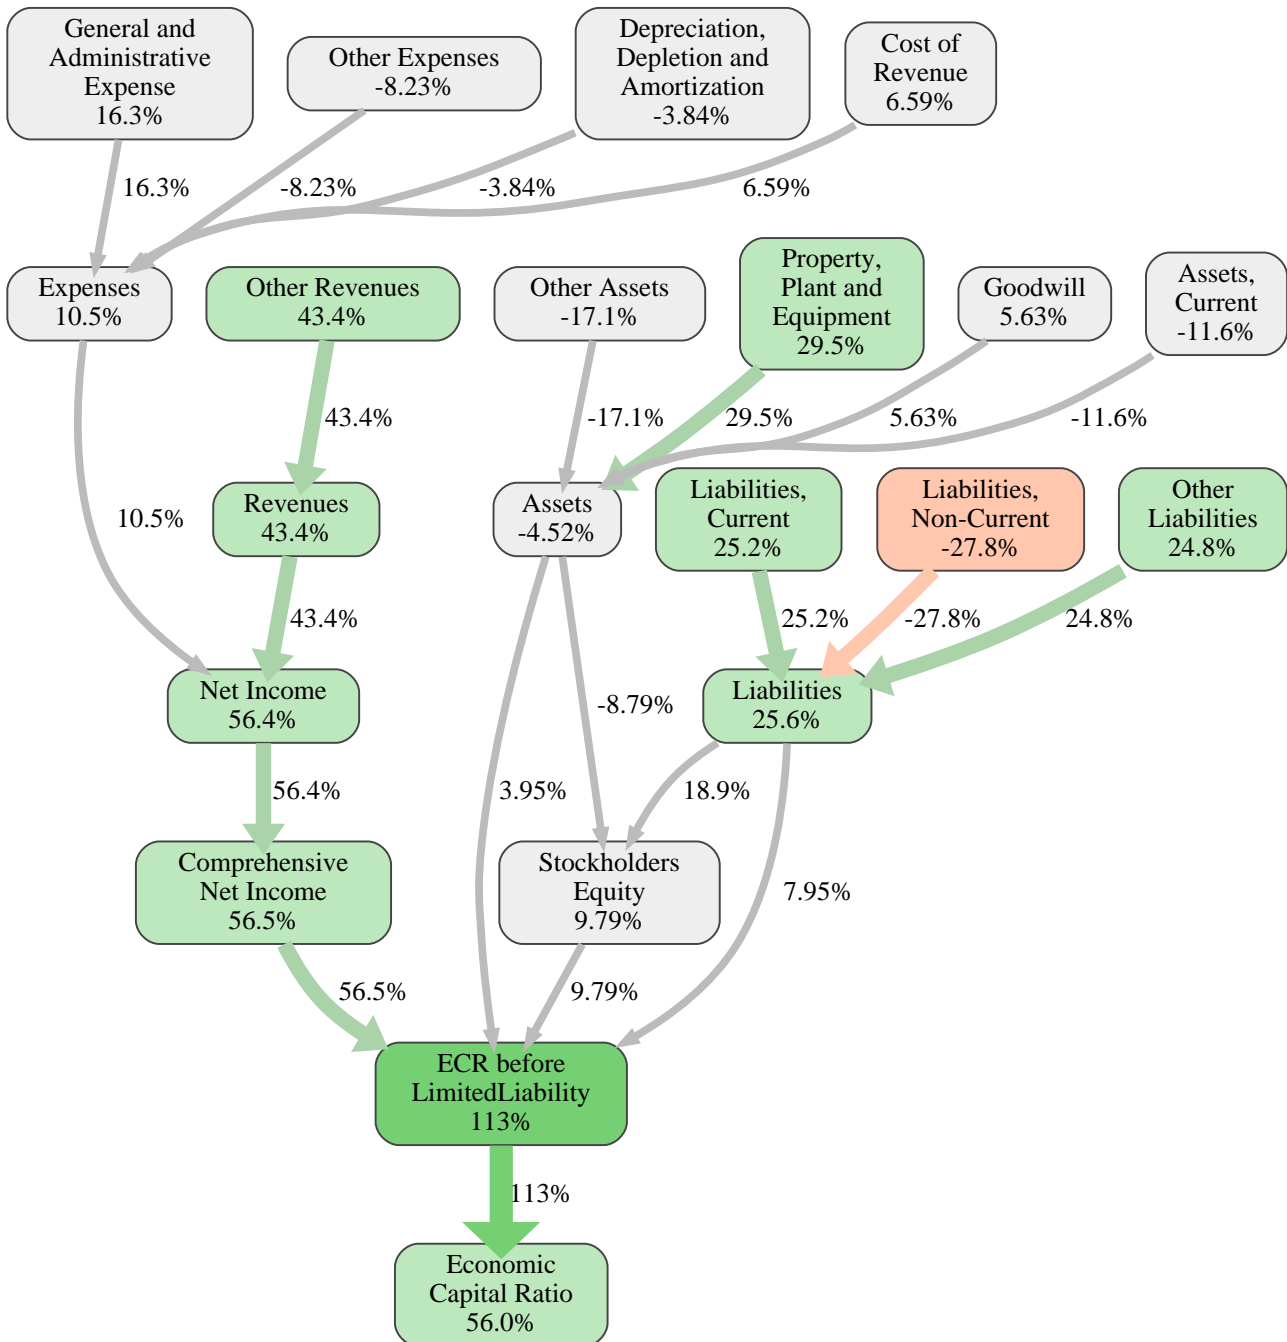 General and
Administrative
Expense
16.3%
Other Expenses
-8.23%
Depreciation,
Depletion and
Amortization
-3.84%
Cost of
Revenue
6.59%
16.3%
-8.23%
-3.84%
6.59%
Expenses
10.5%
Other Revenues
43.4%
Other Assets
-17.1%
Property,
Plant and
Equipment
29.5%
Goodwill
5.63%
Assets,
Current
-11.6%
43.4%
-17.1%
29.5%
5.63%
-11.6%
10.5%
Revenues
43.4%
Assets
-4.52%
Liabilities,
Current
25.2%
Liabilities,
Non-Current
-27.8%
Other
Liabilities
24.8%
43.4%
25.2%
-27.8%
24.8%
Net Income
56.4%
-8.79%
Liabilities
25.6%
56.4%
3.95%
18.9%
Comprehensive
Net Income
56.5%
Stockholders
Equity
9.79%
7.95%
56.5%
9.79%
ECR before
LimitedLiability
113%
113%
Economic
Capital Ratio
56.0%